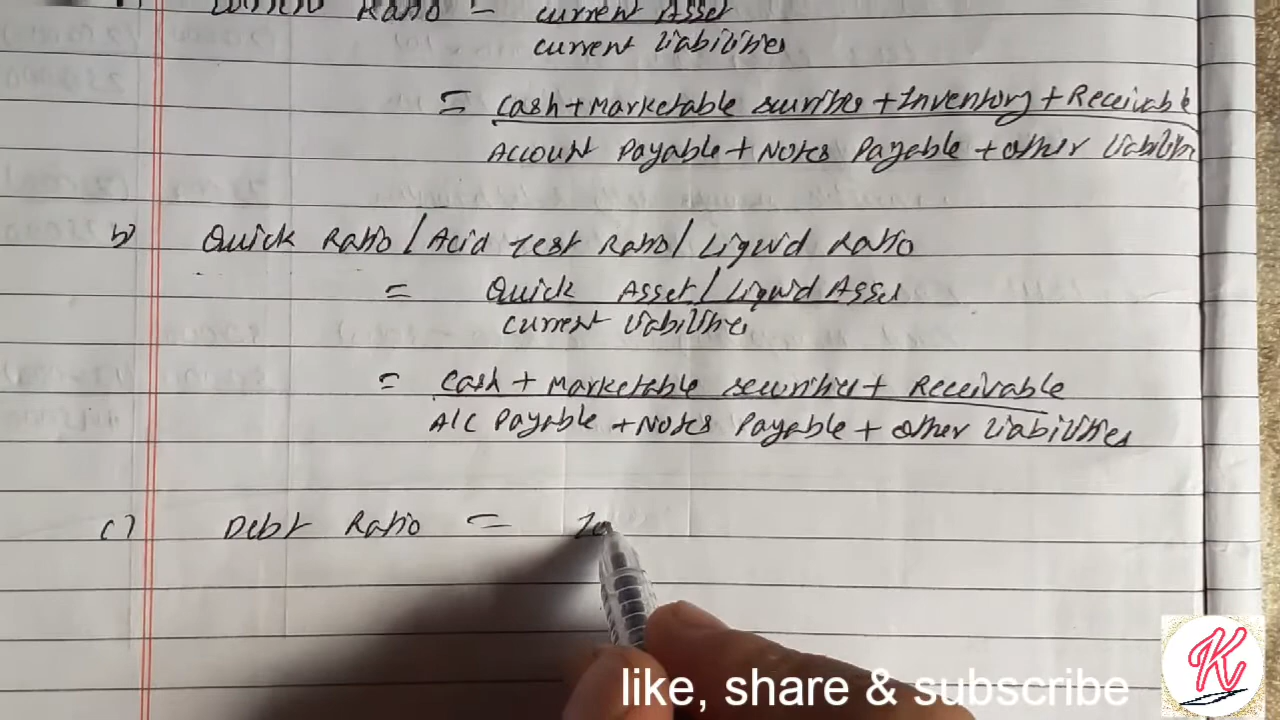 Ratio = current Asset
current Liabilities
= Cash + Marketable securities + Inventory + Receivable
Account Payable + Notes Payable + other Liabilities
b) Quick Ratio / Acid test Ratio / Liquid Ratio
= Quick Asset / Liquid Asset
current Liabilities
= Cash + Marketable securities + Receivable
A/C Payable + Notes Payable + other Liabilities
c) Debt Ratio =
like, share & subscribe
K